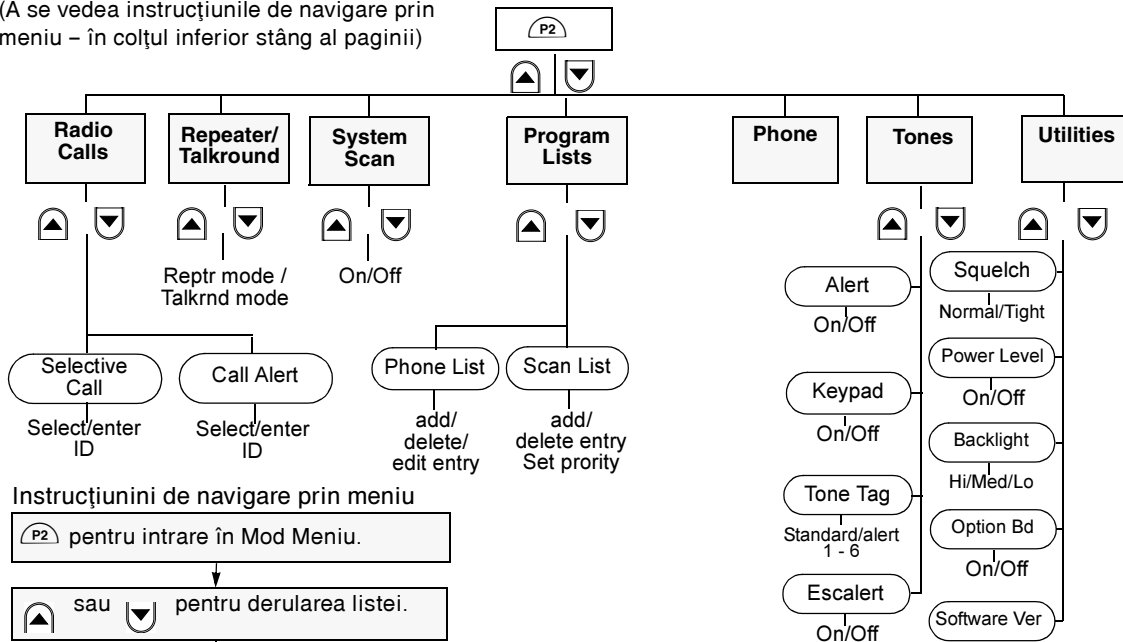 (A se vedea instrucţiunile de navigare prin
meniu – în colţul inferior stâng al paginii)
P2
Radio
Calls
Repeater/
Talkround
System
Scan
Program
Lists
Phone
Tones
Utilities
Reptr mode /
Talkrnd mode
On/Off
Selective
Call
Select/enter
ID
Call Alert
Select/enter
ID
Phone List
add/
delete/
edit entry
Scan List
add/
delete entry
Set prority
Alert
On/Off
Keypad
On/Off
Tone Tag
Standard/alert
1 - 6
Escalert
On/Off
Squelch
Normal/Tight
Power Level
On/Off
Backlight
Hi/Med/Lo
Option Bd
On/Off
Software Ver
Instrucţiunini de navigare prin meniu
P2 pentru intrare în Mod Meniu.
sau pentru derularea listei.